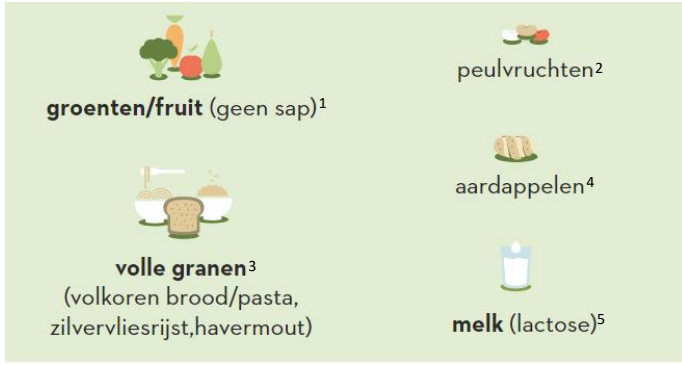 groenten/fruit (geen sap)¹
peulvruchten²
volle granen³
(volkoren brood/pasta,
zilvervliesrijst,havermout)
aardappelen⁴
melk (lactose)⁵